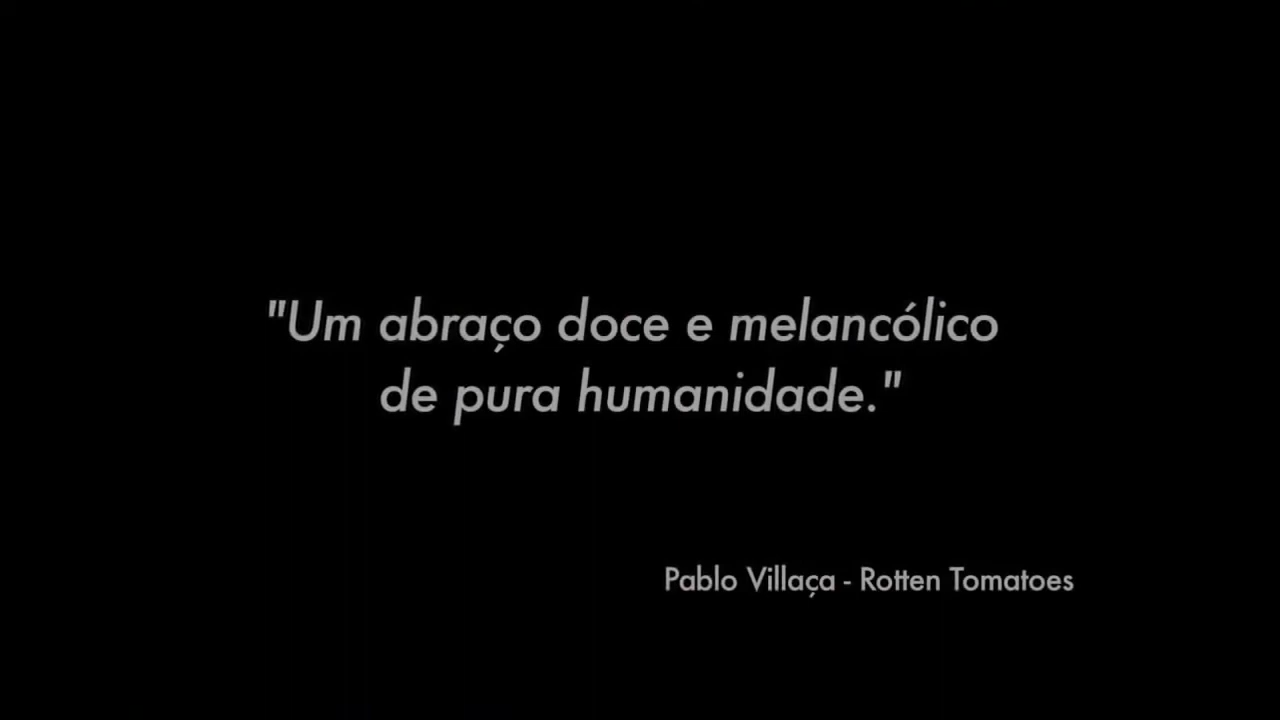 "Um abraço doce e melancólico
de pura humanidade."
Pablo Villaça - Rotten Tomatoes